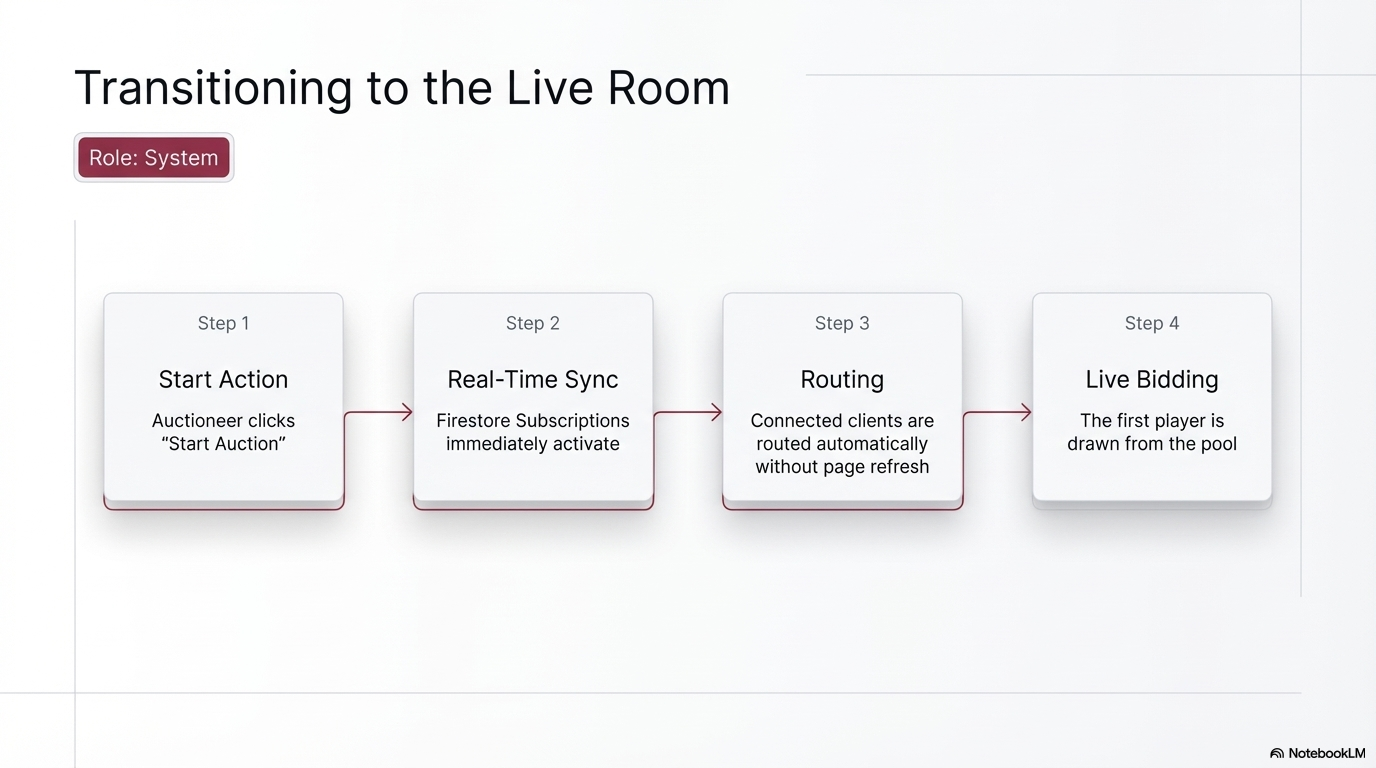 Transitioning to the Live Room
Role: System
Step 1
Start Action
Auctioneer clicks
“Start Auction”
Step 2
Real-Time Sync
Firestore Subscriptions
immediately activate
Step 3
Routing
Connected clients are
routed automatically
without page refresh
Step 4
Live Bidding
The first player is
drawn from the pool
NotebookLM